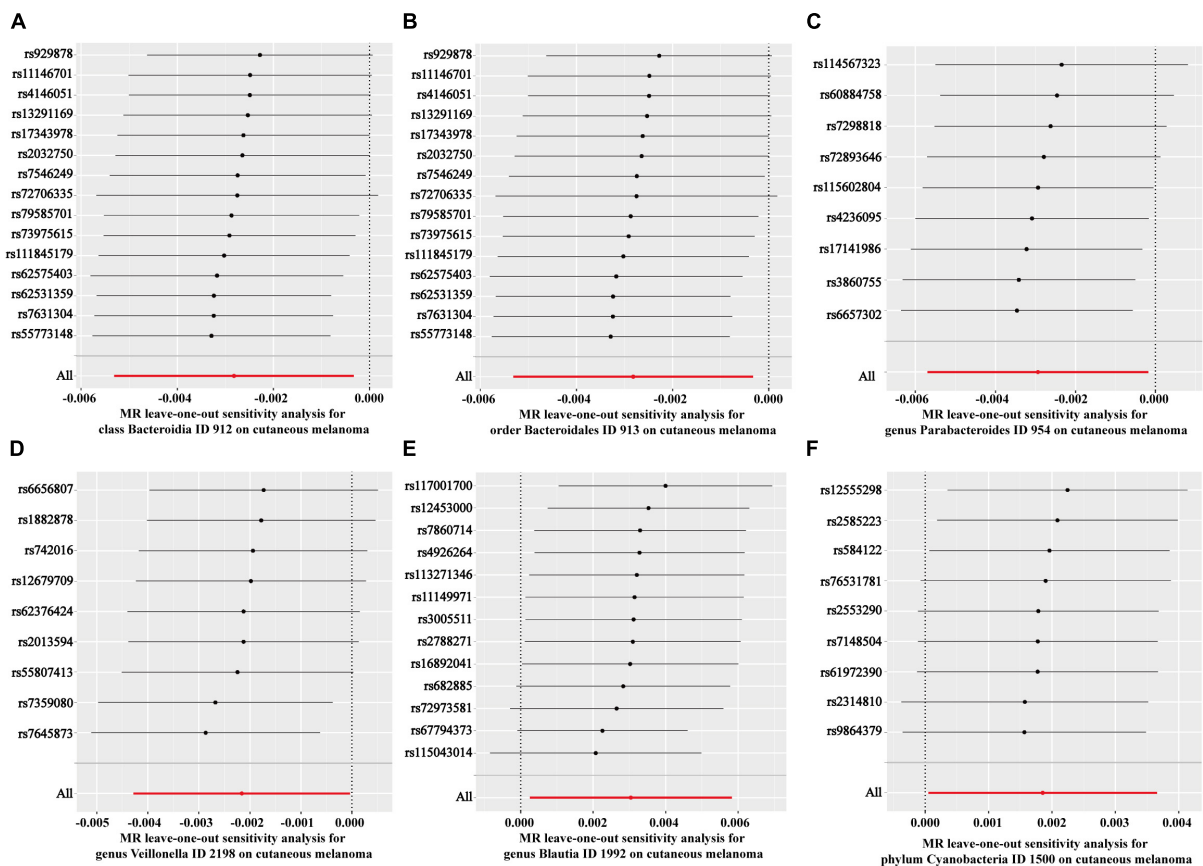 A
rs929878
rs11146701
rs4146051
rs13291169
rs17343978
rs2032750
rs7546249
rs72706335
rs79585701
rs73975615
rs111845179
rs62575403
rs62531359
rs7631304
rs55773148
All
-0.006 -0.004 -0.002 0.000
MR leave-one-out sensitivity analysis for
class Bacteroidia ID 912 on cutaneous melanoma
B
rs929878
rs11146701
rs4146051
rs13291169
rs17343978
rs2032750
rs7546249
rs72706335
rs79585701
rs73975615
rs111845179
rs62575403
rs62531359
rs7631304
rs55773148
All
-0.006 -0.004 -0.002 0.000
MR leave-one-out sensitivity analysis for
order Bacteroidales ID 913 on cutaneous melanoma
C
rs114567323
rs60884758
rs7298818
rs72893646
rs115602804
rs4236095
rs17141986
rs3860755
rs6657302
All
-0.006 -0.004 -0.002 0.000
MR leave-one-out sensitivity analysis for
genus Parabacteroides ID 954 on cutaneous melanoma
D
rs6656807
rs1882878
rs742016
rs12679709
rs62376424
rs2013594
rs55807413
rs7359080
rs7645873
All
-0.005 -0.004 -0.003 -0.002 -0.001 0.000
MR leave-one-out sensitivity analysis for
genus Veillonella ID 2198 on cutaneous melanoma
E
rs117001700
rs12453000
rs7860714
rs4926264
rs113271346
rs11149971
rs3005511
rs2788271
rs16892041
rs682885
rs72973581
rs67794373
rs115043014
All
0.000 0.002 0.004 0.006
MR leave-one-out sensitivity analysis for
genus Blautia ID 1992 on cutaneous melanoma
F
rs12555298
rs2585223
rs584122
rs76531781
rs2553290
rs7148504
rs61972390
rs2314810
rs9864379
All
0.000 0.001 0.002 0.003 0.004
MR leave-one-out sensitivity analysis for
phylum Cyanobacteria ID 1500 on cutaneous melanoma